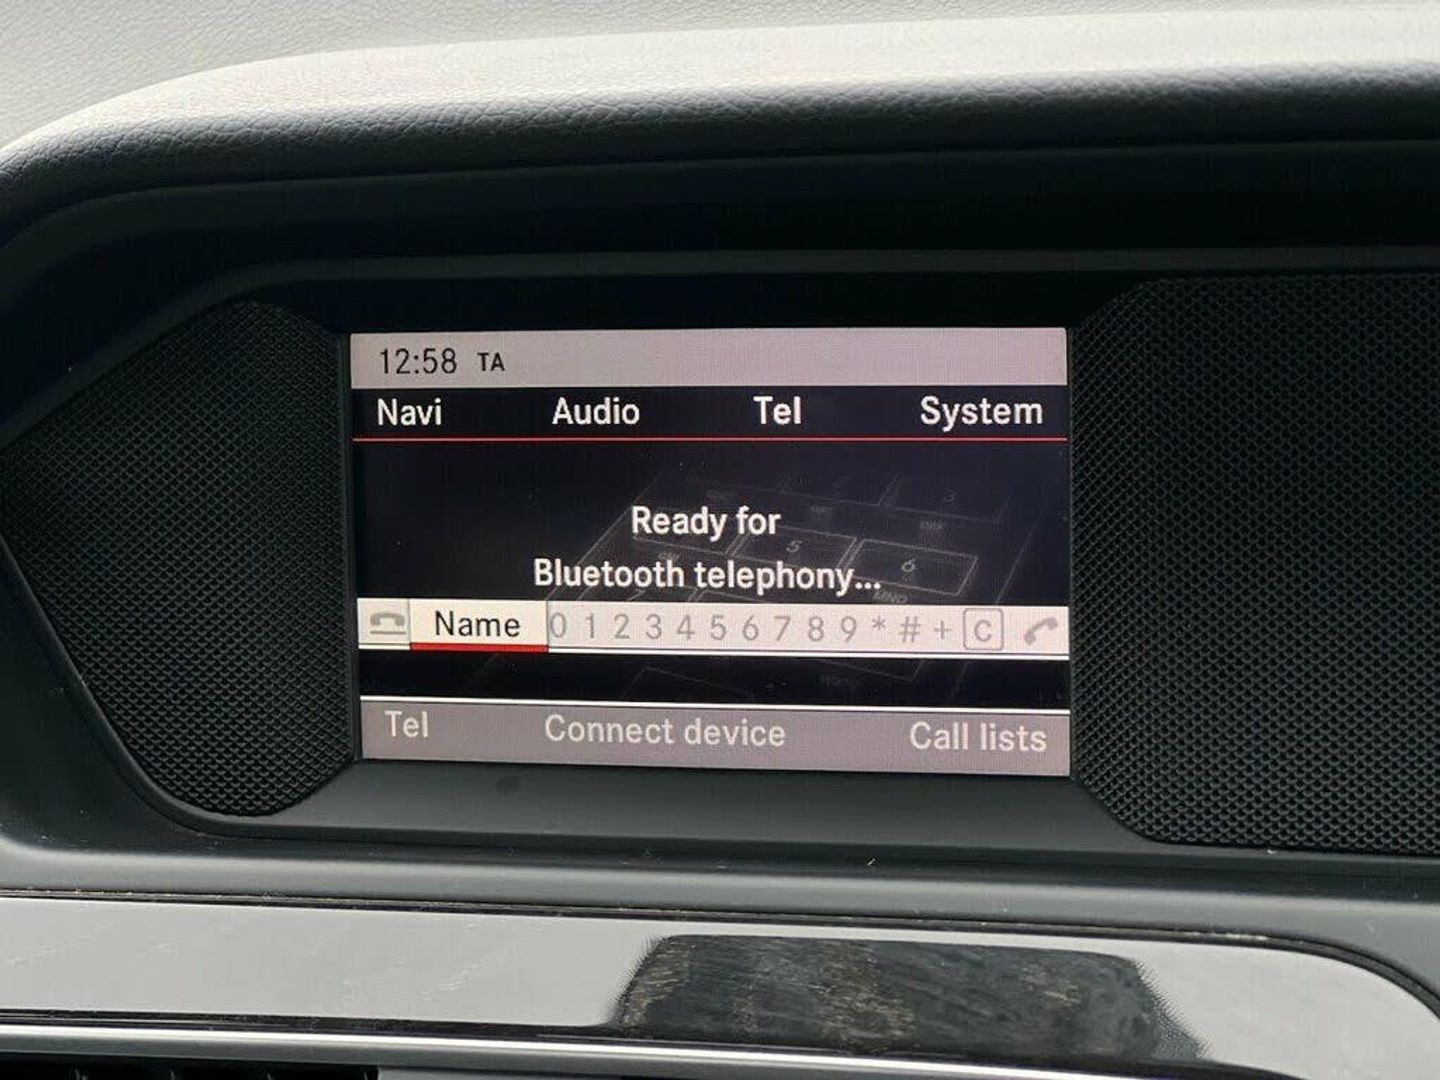 12:58 TA
Navi Audio Tel System
Ready for
Bluetooth telephony...
Name 0 1 2 3 4 5 6 7 8 9 * # + C
Tel Connect device Call lists